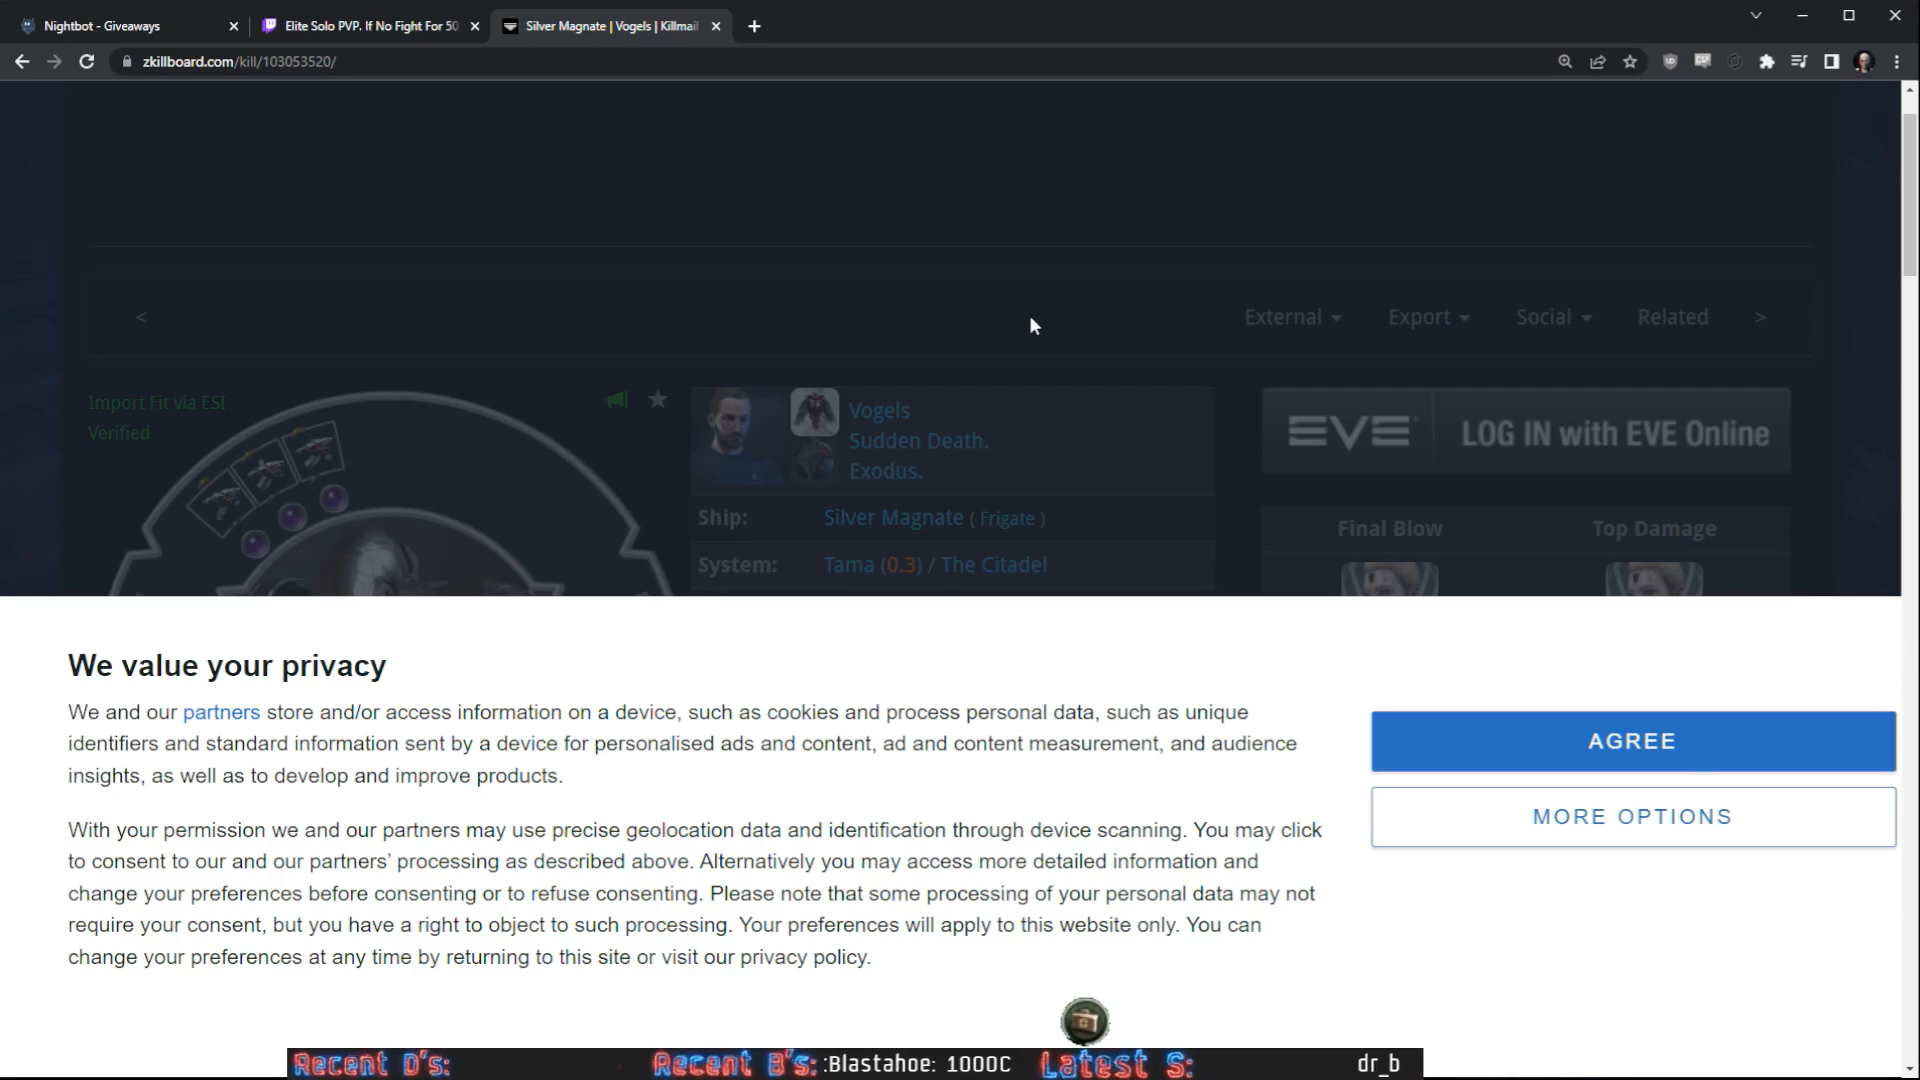 Nightbot - Giveaways
Elite Solo PVP. If No Fight For 50
Silver Magnate | Vogels | Killmai
zkillboard.com/kill/103053520/
<
External
Export
Social
Related
>
Import Fit via ESI
Verified
Vogels
Sudden Death.
Exodus.
Ship: Silver Magnate ( Frigate )
System: Tama (0.3) / The Citadel
EVE LOG IN with EVE Online
Final Blow
Top Damage
We value your privacy
We and our partners store and/or access information on a device, such as cookies and process personal data, such as unique
identifiers and standard information sent by a device for personalised ads and content, ad and content measurement, and audience
insights, as well as to develop and improve products.
With your permission we and our partners may use precise geolocation data and identification through device scanning. You may click
to consent to our and our partners’ processing as described above. Alternatively you may access more detailed information and
change your preferences before consenting or to refuse consenting. Please note that some processing of your personal data may not
require your consent, but you have a right to object to such processing. Your preferences will apply to this website only. You can
change your preferences at any time by returning to this site or visit our privacy policy.
AGREE
MORE OPTIONS
Recent D's:
Recent B's: :Blastahoe: 1000C
Latest S: dr_b